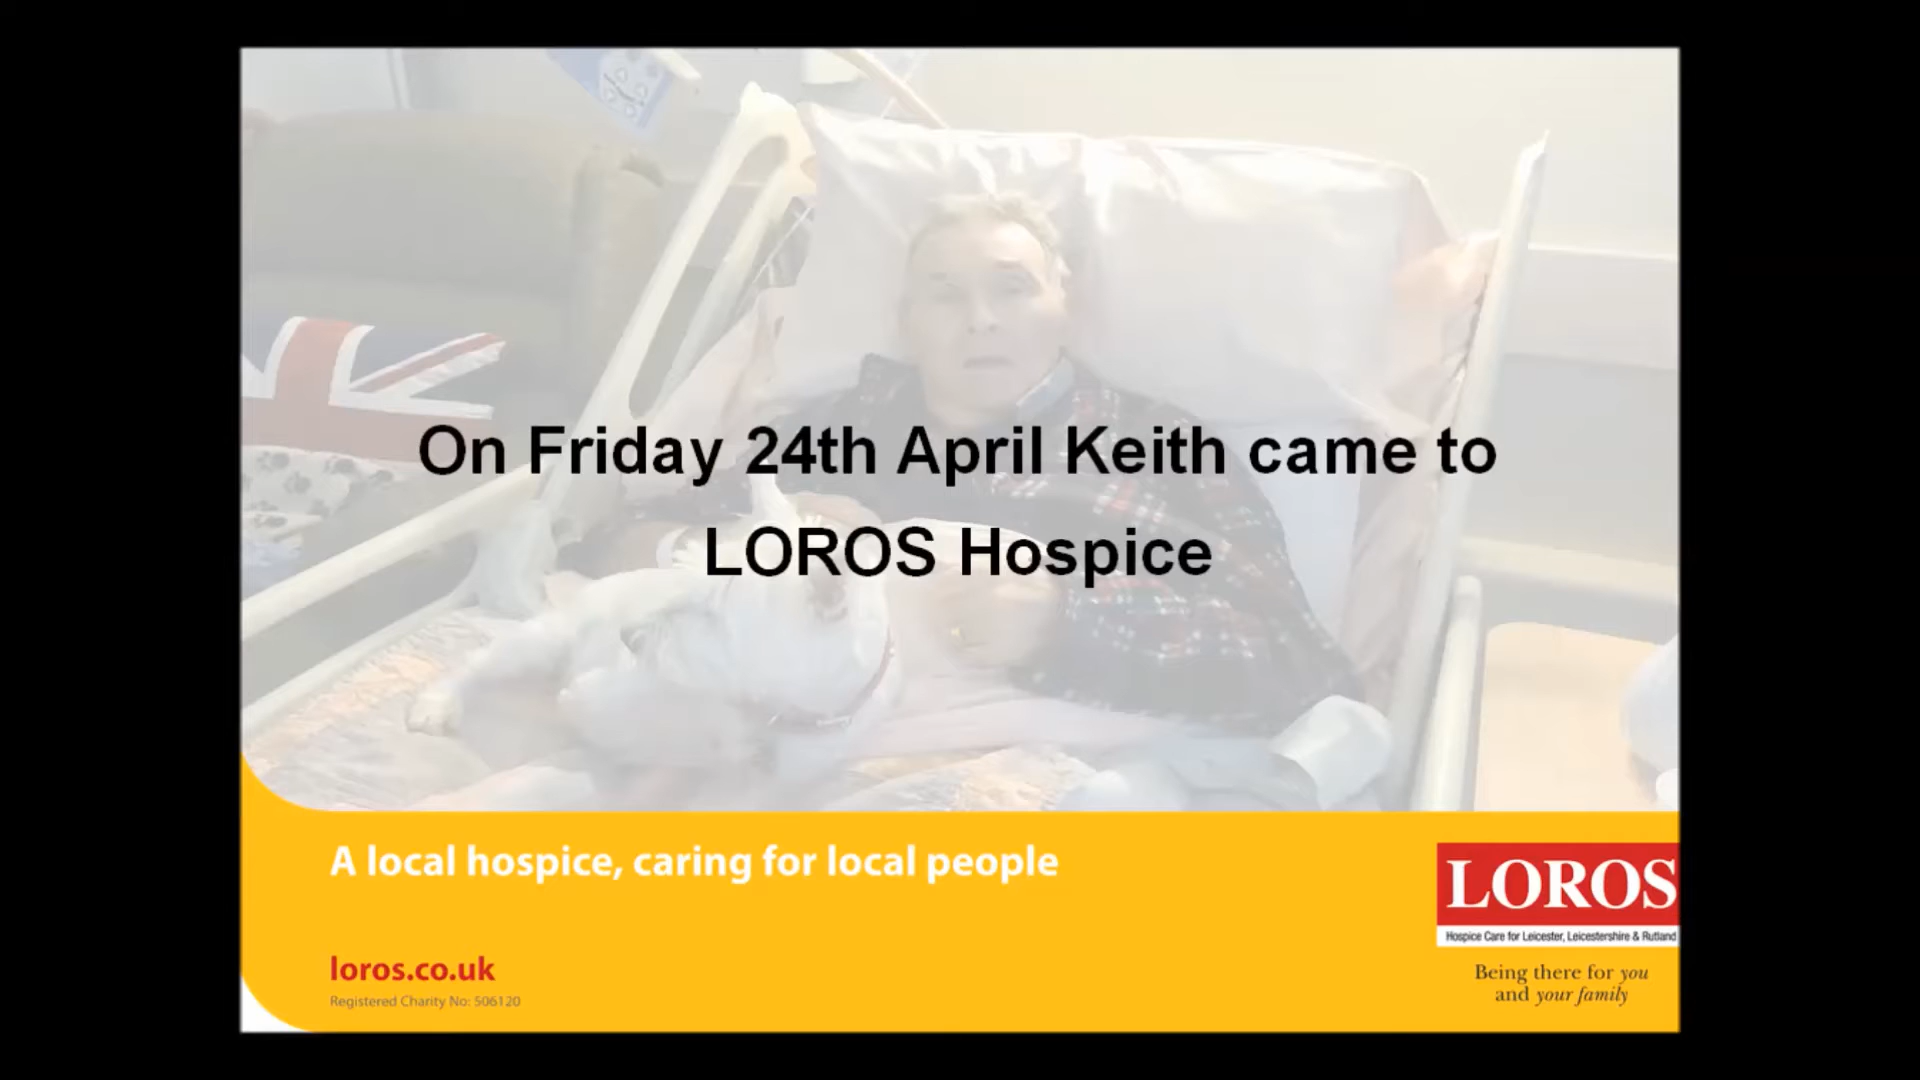 On Friday 24th April Keith came to
LOROS Hospice
A local hospice, caring for local people
LOROS
Hospice Care for Leicester, Leicestershire & Rutland
loros.co.uk
Being there for you
and your family
Registered Charity No: 506120